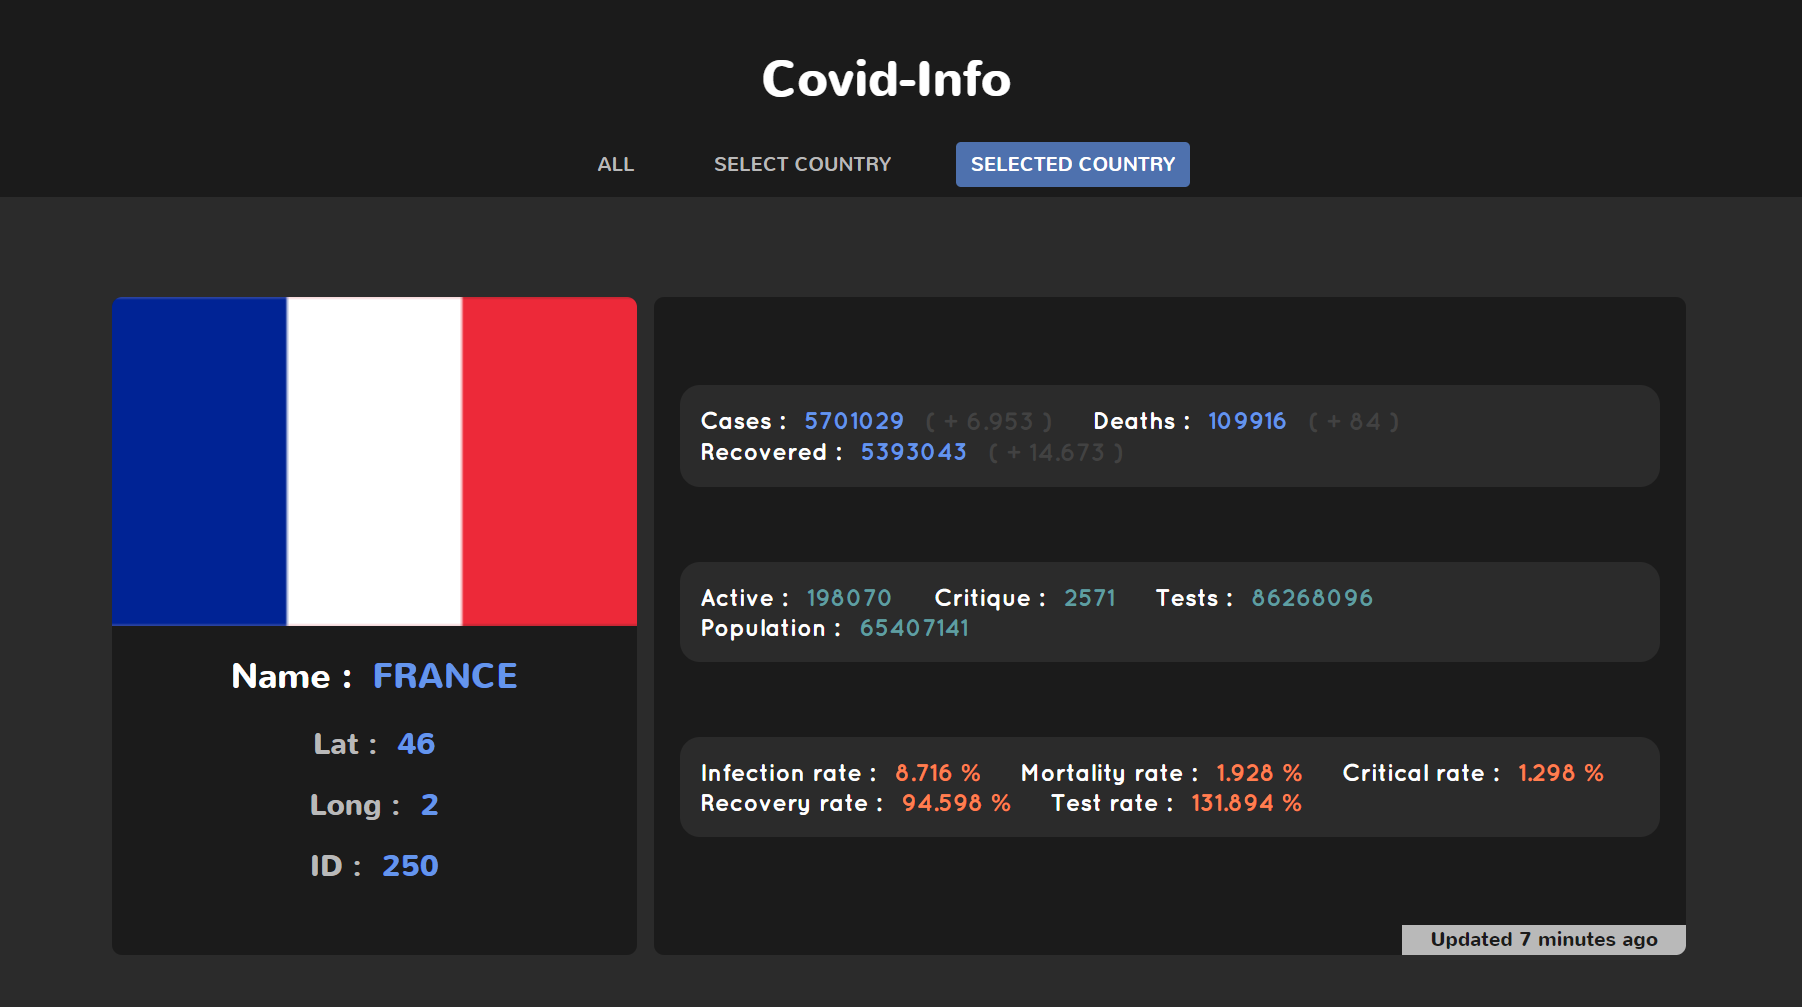 Covid-Info
ALL SELECT COUNTRY SELECTED COUNTRY
Name : FRANCE
Lat : 46
Long : 2
ID : 250
Cases : 5701029 ( + 6.953 ) Deaths : 109916 ( + 84 )
Recovered : 5393043 ( + 14.673 )
Active : 198070 Critique : 2571 Tests : 86268096
Population : 65407141
Infection rate : 8.716 % Mortality rate : 1.928 % Critical rate : 1.298 %
Recovery rate : 94.598 % Test rate : 131.894 %
Updated 7 minutes ago